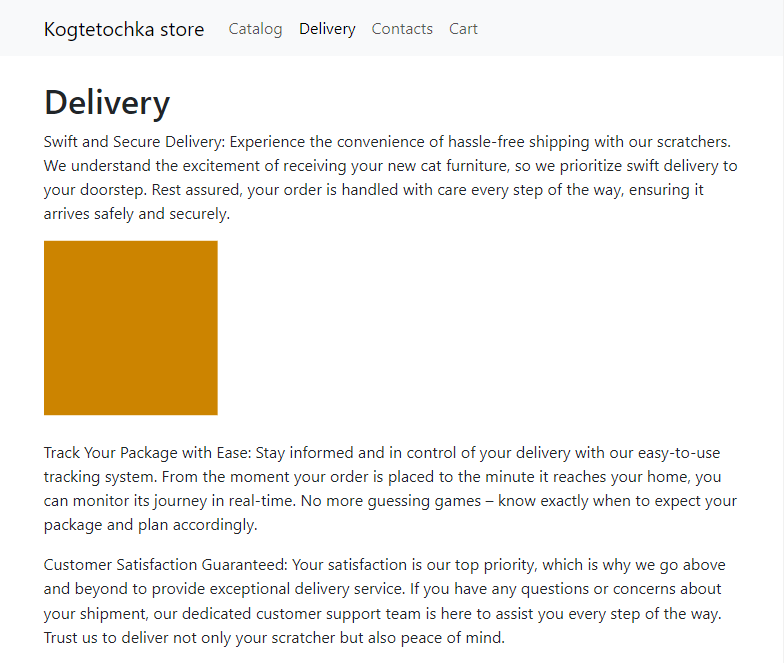 Kogtetochka store Catalog Delivery Contacts Cart
Delivery
Swift and Secure Delivery: Experience the convenience of hassle-free shipping with our scratchers.
We understand the excitement of receiving your new cat furniture, so we prioritize swift delivery to
your doorstep. Rest assured, your order is handled with care every step of the way, ensuring it
arrives safely and securely.
Track Your Package with Ease: Stay informed and in control of your delivery with our easy-to-use
tracking system. From the moment your order is placed to the minute it reaches your home, you
can monitor its journey in real-time. No more guessing games – know exactly when to expect your
package and plan accordingly.
Customer Satisfaction Guaranteed: Your satisfaction is our top priority, which is why we go above
and beyond to provide exceptional delivery service. If you have any questions or concerns about
your shipment, our dedicated customer support team is here to assist you every step of the way.
Trust us to deliver not only your scratcher but also peace of mind.